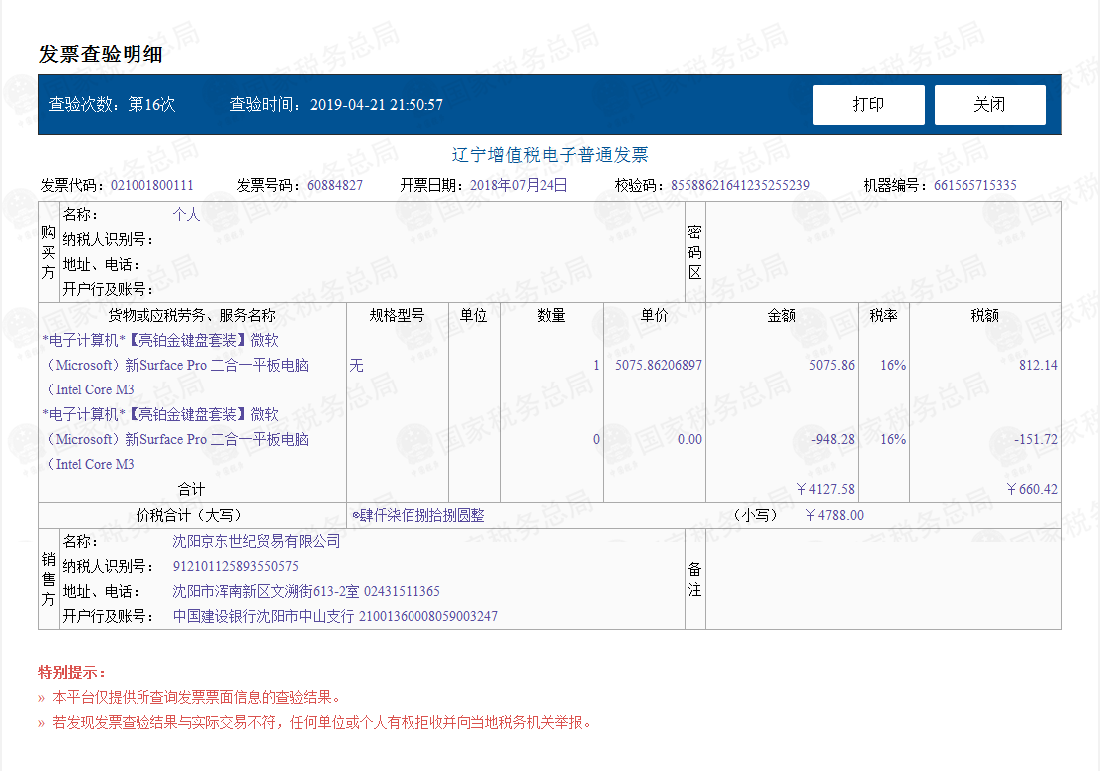 发票查验明细
查验次数：第16次 查验时间：2019-04-21 21:50:57 打印 关闭
辽宁增值税电子普通发票
发票代码：021001800111 发票号码：60884827 开票日期：2018年07月24日 校验码：85588621641235255239 机器编号：661565715335
购买方
名称： 个人
纳税人识别号：
地址、电话：
开户行及账号：
密码区
货物或应税劳务、服务名称 规格型号 单位 数量 单价 金额 税率 税额
*电子计算机*【亮铂金键盘套装】微软
（Microsoft）新Surface Pro 二合一平板电脑 无 1 5075.86206897 5075.86 16% 812.14
（Intel Core M3
*电子计算机*【亮铂金键盘套装】微软
（Microsoft）新Surface Pro 二合一平板电脑 0 0.00 -948.28 16% -151.72
（Intel Core M3
合计 ￥4127.58 ￥660.42
价税合计（大写） ⊗肆仟柒佰捌拾捌圆整 （小写） ￥4788.00
销售方
名称： 沈阳京东世纪贸易有限公司
纳税人识别号： 912101125893550575
地址、电话： 沈阳市浑南新区文溯街613-2室 02431511365
开户行及账号： 中国建设银行沈阳市中山支行 21001360008059003247
备注
特别提示：
» 本平台仅提供所查询发票票面信息的查验结果。
» 若发现发票查验结果与实际交易不符，任何单位或个人有权拒收并向当地税务机关举报。
国家税务总局